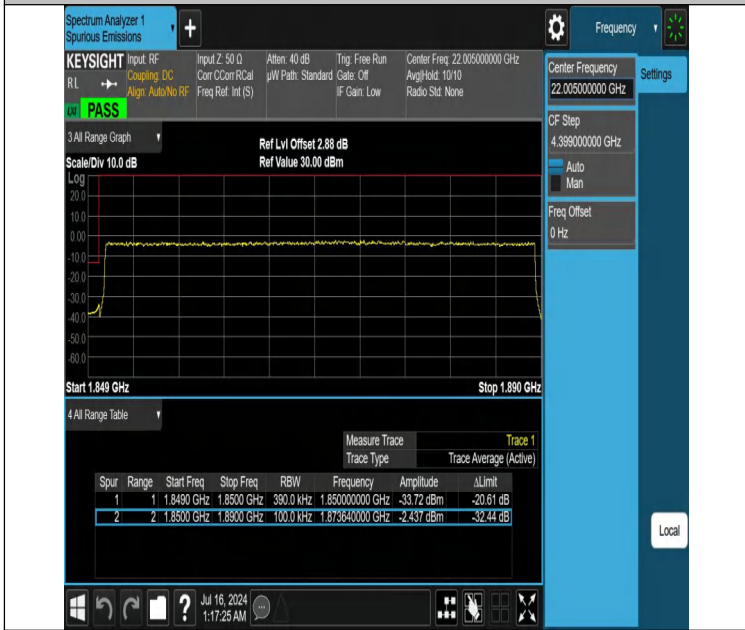 Spectrum Analyzer 1
Spurious Emissions
Frequency
KEYSIGHT
Input: RF
Coupling: DC
Align: Auto/No RF
Input Z: 50 Ω
Corr CCorr RCal
Freq Ref: Int (S)
Atten: 40 dB
µW Path: Standard
Trig: Free Run
Gate: Off
IF Gain: Low
Center Freq: 22.005000000 GHz
Avg|Hold: 10/10
Radio Std: None
RL
PASS
Center Frequency
22.005000000 GHz
Settings
CF Step
4.399000000 GHz
Auto
Man
Freq Offset
0 Hz
3 All Range Graph
Scale/Div 10.0 dB
Ref Lvl Offset 2.88 dB
Ref Value 30.00 dBm
Log
20.0
10.0
0.00
-10.0
-20.0
-30.0
-40.0
-50.0
-60.0
Start 1.849 GHz
Stop 1.890 GHz
4 All Range Table
Measure Trace Trace 1
Trace Type Trace Average (Active)
Spur Range Start Freq Stop Freq RBW Frequency Amplitude ΔLimit
1 1 1.8490 GHz 1.8500 GHz 390.0 kHz 1.850000000 GHz -33.72 dBm -20.61 dB
2 2 1.8500 GHz 1.8900 GHz 100.0 kHz 1.873640000 GHz -2.437 dBm -32.44 dB
Local
Jul 16, 2024
1:17:25 AM